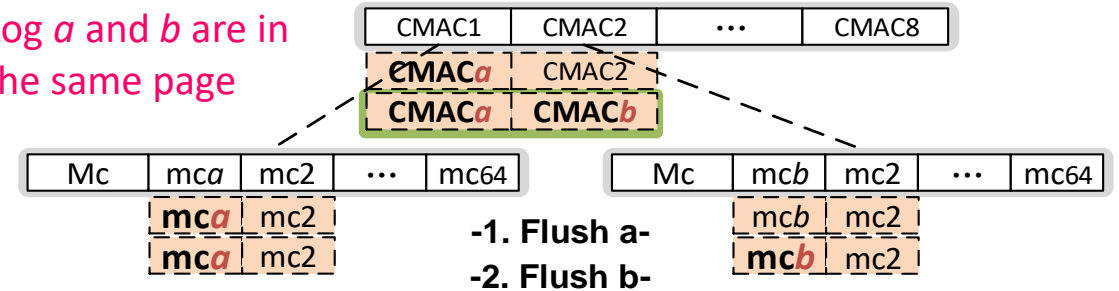 og a and b are in
he same page
CMAC1 CMAC2 ... CMAC8
CMACa CMAC2
CMACa CMACb
Mc mca mc2 ... mc64
mca mc2
mca mc2
Mc mcb mc2 ... mc64
mcb mc2
mcb mc2
-1. Flush a-
-2. Flush b-